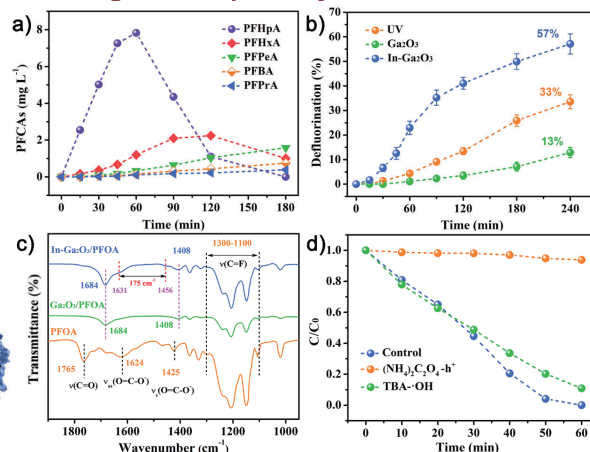 a)
PFCAs (mg L⁻¹)
8
6
4
2
0
PFHpA
PFHxA
PFPeA
PFBA
PFPrA
0 30 60 90 120 150 180
Time (min)
b)
Defluorination (%)
70
60
50
40
30
20
10
0
UV
Ga₂O₃
In-Ga₂O₃
57%
33%
13%
0 30 60 90 120 150 180 210 240
Time (min)
c)
Transmittance (%)
In-Ga₂O₃/PFOA
1408
1300-1100
ν(C=F)
1684
1631
175 cm⁻¹
1456
Ga₂O₃/PFOA
1684
1408
PFOA
1765
1624
1425
ν(C=O)
νₐₛ(O=C-O⁻)
νₛ(O=C-O⁻)
1800 1600 1400 1200 1000
Wavenumber (cm⁻¹)
d)
C/C₀
1.0
0.8
0.6
0.4
0.2
0.0
Control
(NH₄)₂C₂O₄-h⁺
TBA-·OH
0 10 20 30 40 50 60
Time (min)